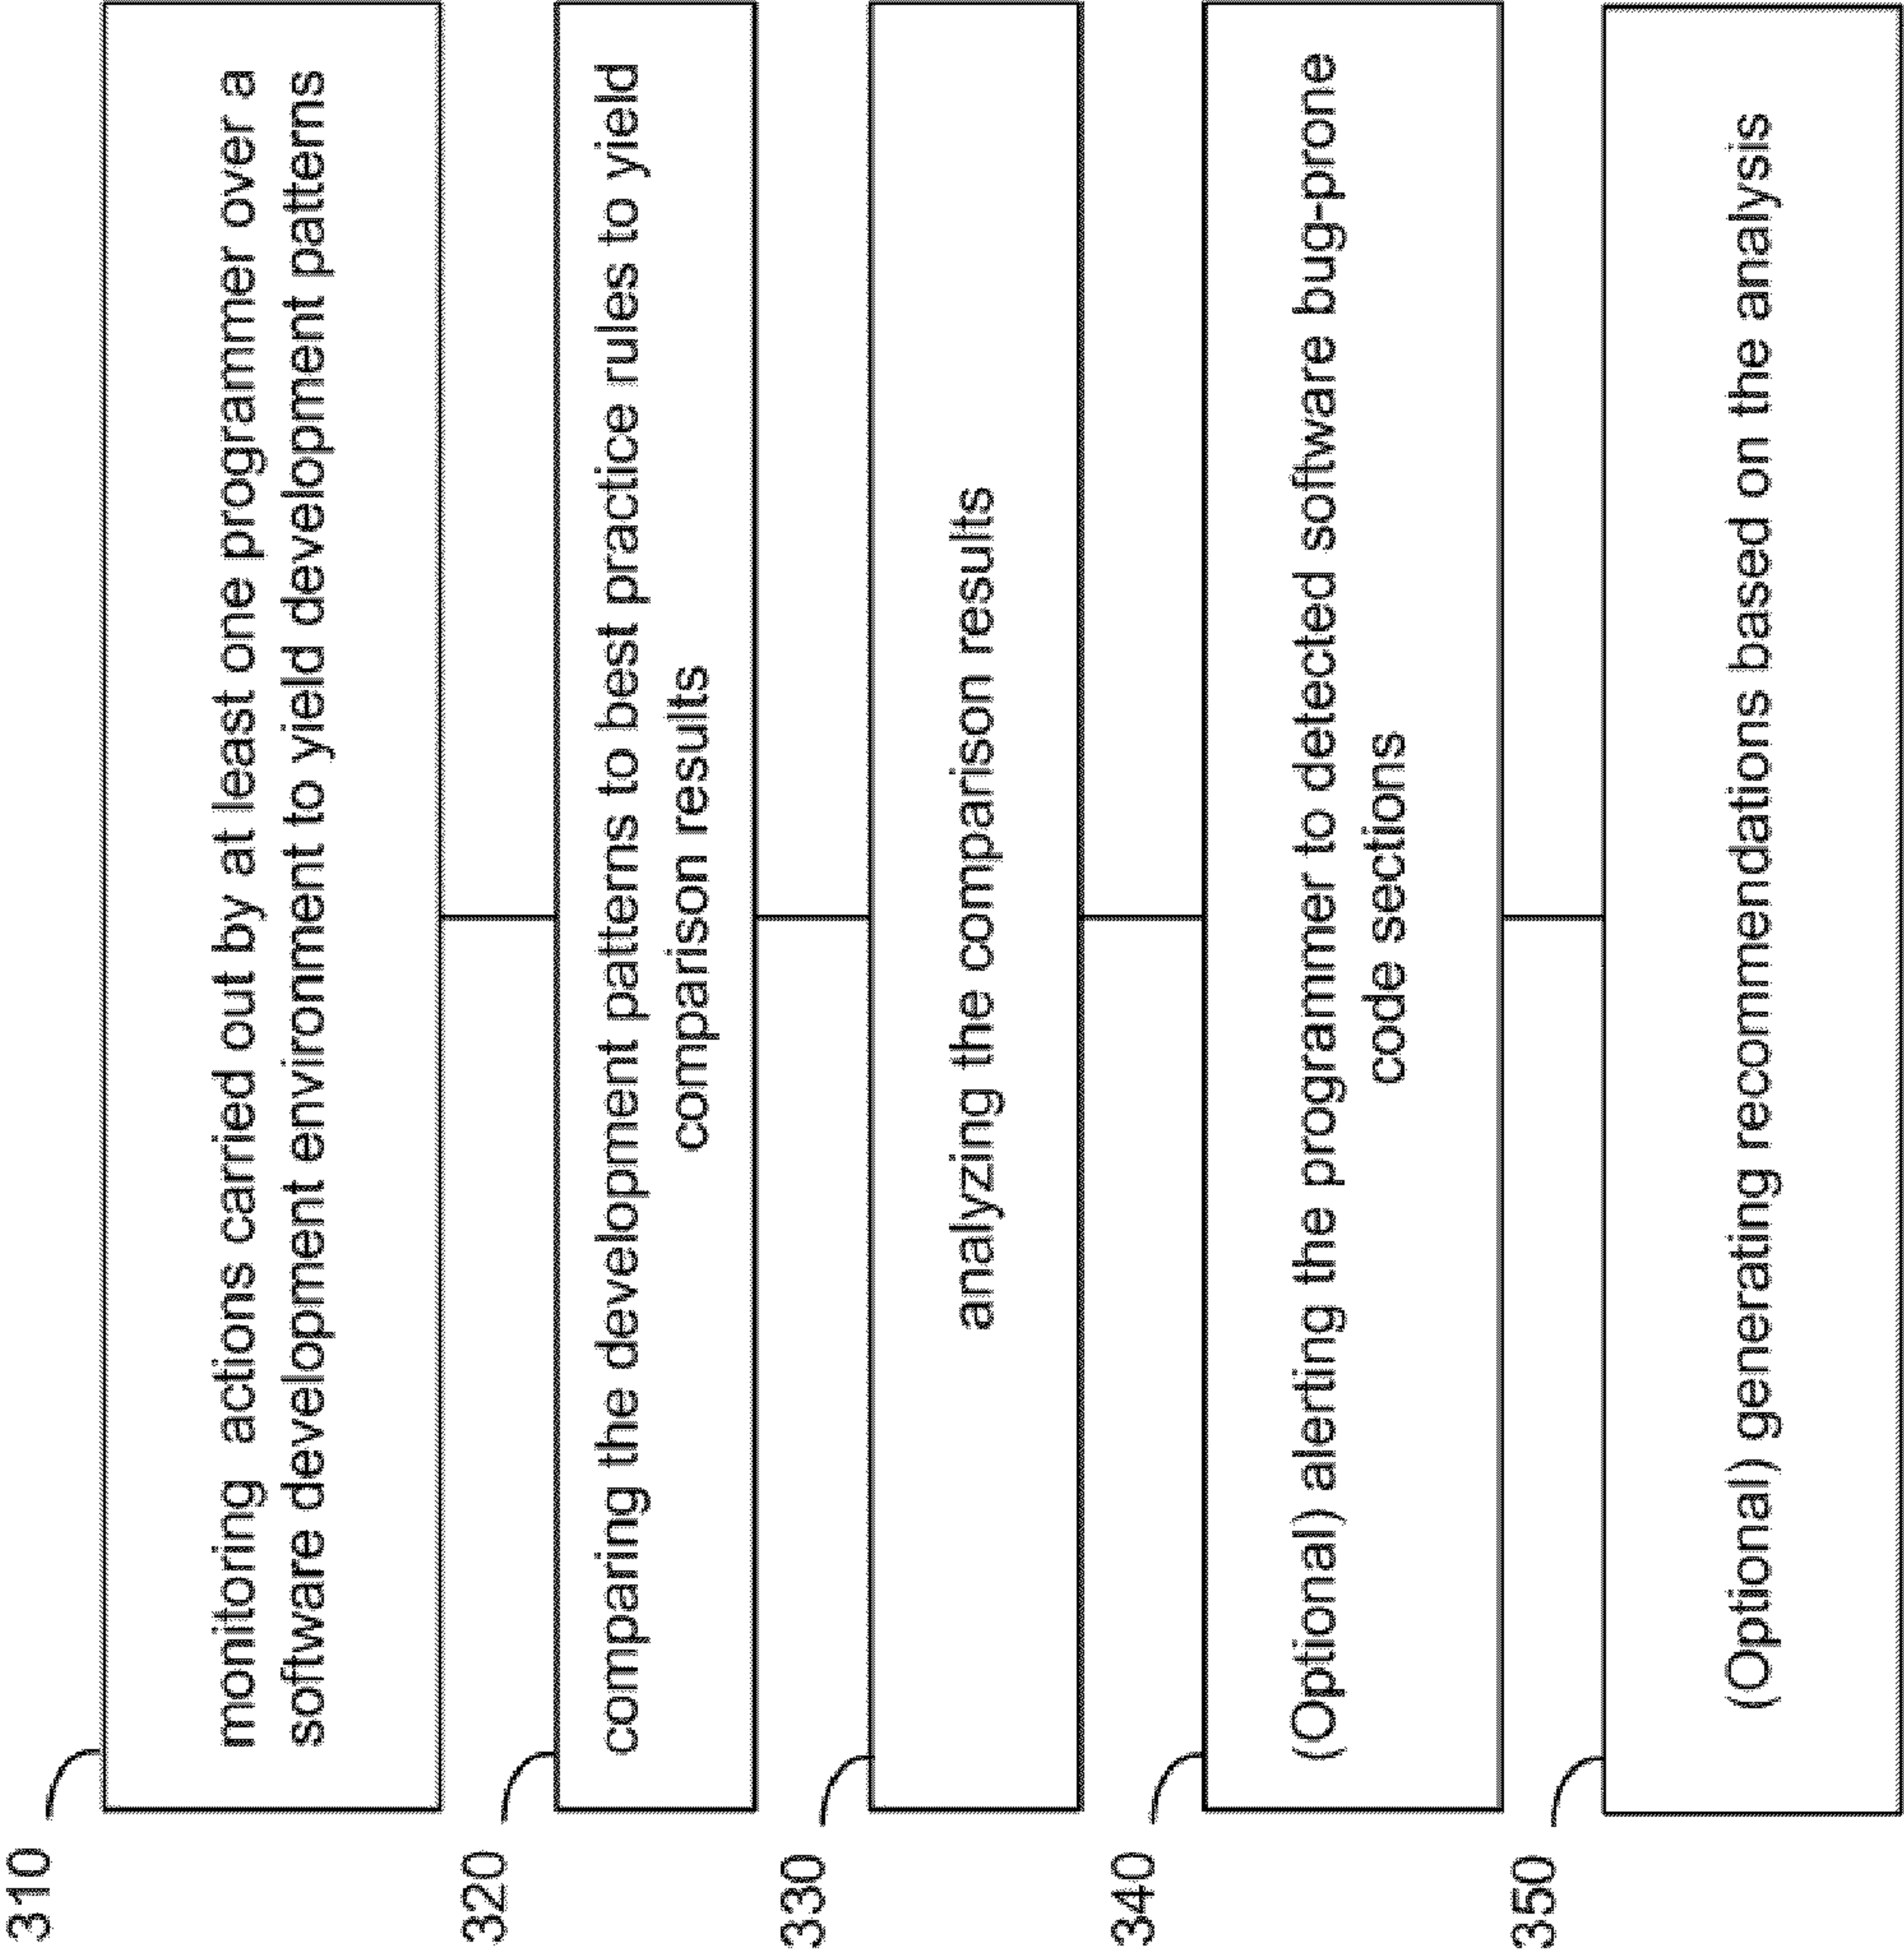 310
monitoring actions carried out by at least one programmer over a
software development environment to yield development patterns
320
comparing the development patterns to best practice rules to yield
comparison results
330
analyzing the comparison results
340
(Optional) alerting the programmer to detected software bug-prone
code sections
350
(Optional) generating recommendations based on the analysis